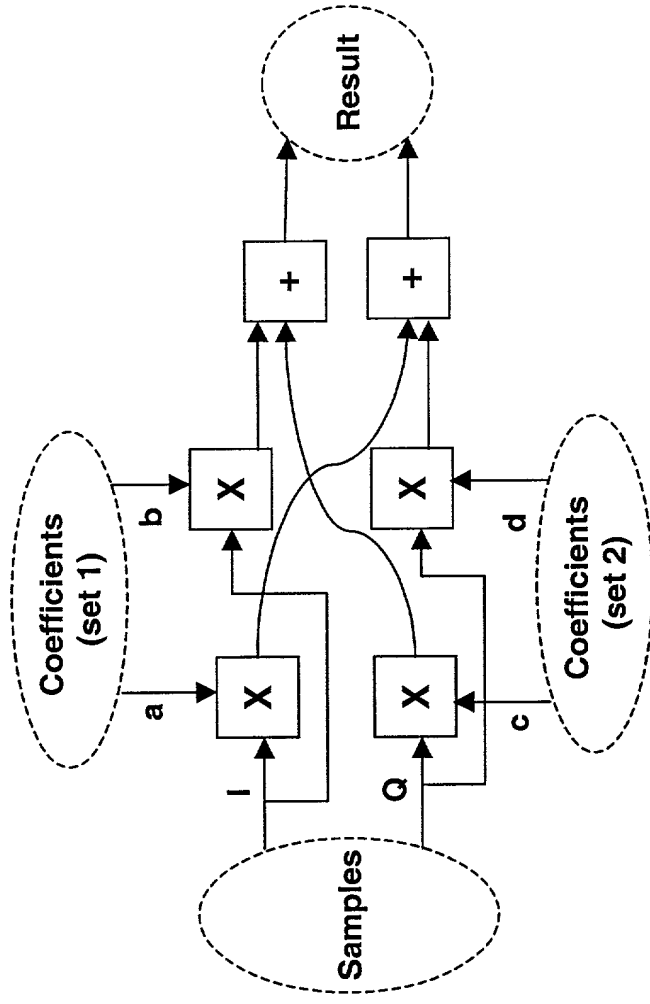 Coefficients
(set 1)
a
b
I
X
X
+
Samples
Result
Q
X
X
+
c
d
Coefficients
(set 2)